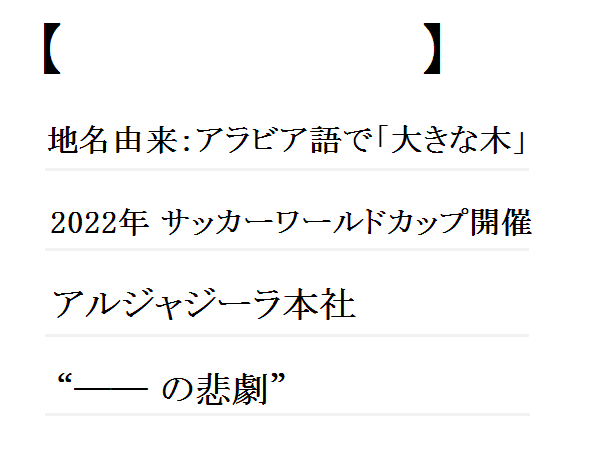 【　　　　　　　　】
地名由来：アラビア語で「大きな木」
2022年 サッカーワールドカップ開催
アルジャジーラ本社
“―― の悲劇”